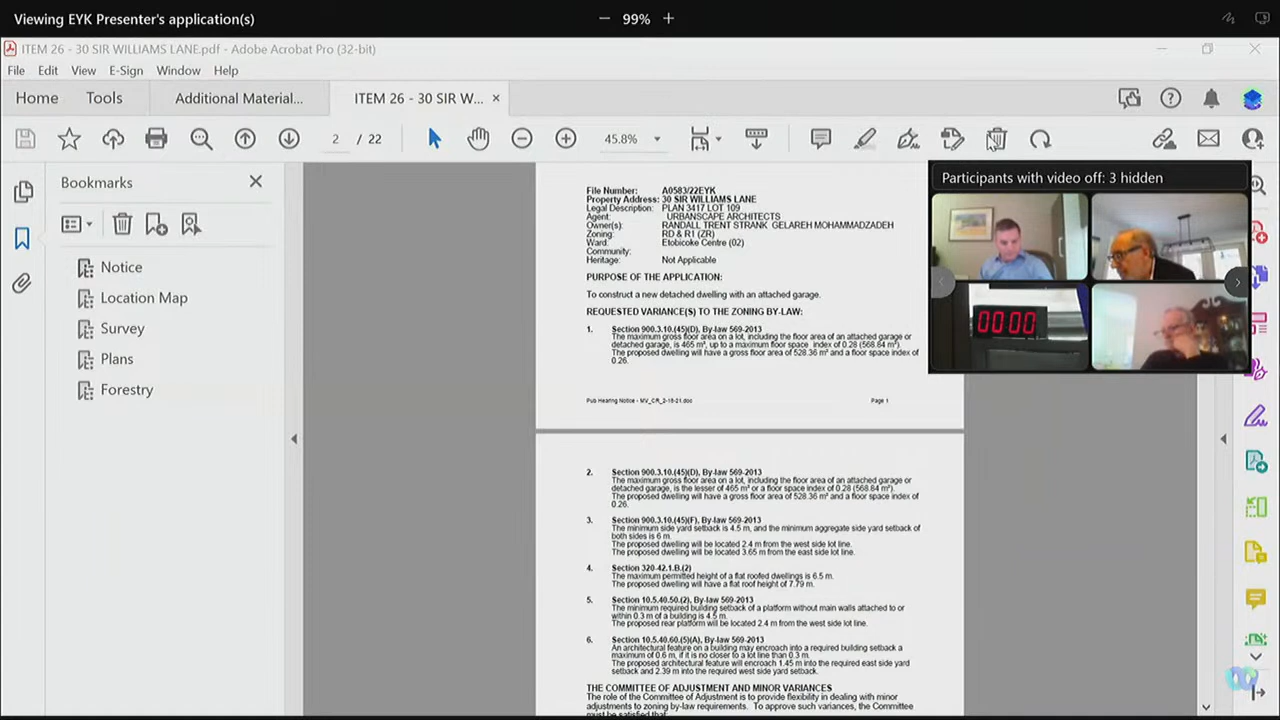 Viewing EYK Presenter's application(s)
99%
ITEM 26 - 30 SIR WILLIAMS LANE.pdf - Adobe Acrobat Pro (32-bit)
File Edit View E-Sign Window Help
Home Tools Additional Material... ITEM 26 - 30 SIR W...
2 / 22 45.8%
Participants with video off: 3 hidden
00:00
Bookmarks
Notice
Location Map
Survey
Plans
Forestry
File Number: A0583/22EYK
Property Address: 30 SIR WILLIAMS LANE
Legal Description: PLAN 3417 LOT 109
Agent: URBANSCAPE ARCHITECTS
Owner(s): RANDALL TRENT STRANK GELAREH MOHAMMADZADEH
Zoning: RD & R1 (ZR)
Ward: Etobicoke Centre (02)
Community:
Heritage: Not Applicable
PURPOSE OF THE APPLICATION:
To construct a new detached dwelling with an attached garage.
REQUESTED VARIANCE(S) TO THE ZONING BY-LAW:
1. Section 900.3.10.(45)(D), By-law 569-2013
The maximum gross floor area on a lot, including the floor area of an attached garage or
detached garage, is 465 m², up to a maximum floor space index of 0.28 (568.84 m²).
The proposed dwelling will have a gross floor area of 528.36 m² and a floor space index of
0.26.
Pub Hearing Notice - MV_CR_2-16-21.doc Page 1
2. Section 900.3.10.(45)(D), By-law 569-2013
The maximum gross floor area on a lot, including the floor area of an attached garage or
detached garage, is the lesser of 465 m² or a floor space index of 0.28 (568.84 m²).
The proposed dwelling will have a gross floor area of 528.36 m² and a floor space index of
0.26.
3. Section 900.3.10.(45)(F), By-law 569-2013
The minimum side yard setback is 4.5 m, and the minimum aggregate side yard setback of
both sides is 6 m.
The proposed dwelling will be located 2.4 m from the west side lot line.
The proposed dwelling will be located 3.65 m from the east side lot line.
4. Section 320-42.1.B.(2)
The maximum permitted height of a flat roofed dwellings is 6.5 m.
The proposed dwelling will have a flat roof height of 7.79 m.
5. Section 10.5.40.50.(2), By-law 569-2013
The minimum required building setback of a platform without main walls attached to or
within 0.3 m of a building is 4.5 m.
The proposed rear platform will be located 2.4 m from the west side lot line.
6. Section 10.5.40.60.(5)(A), By-law 569-2013
An architectural feature on a building may encroach into a required building setback a
maximum of 0.6 m, if it is no closer to a lot line than 0.3 m.
The proposed architectural feature will encroach 1.45 m into the required east side yard
setback and 2.39 m into the required west side yard setback.
THE COMMITTEE OF ADJUSTMENT AND MINOR VARIANCES
The role of the Committee of Adjustment is to provide flexibility in dealing with minor
adjustments to zoning by-law requirements. To approve such variances, the Committee
must be satisfied that: